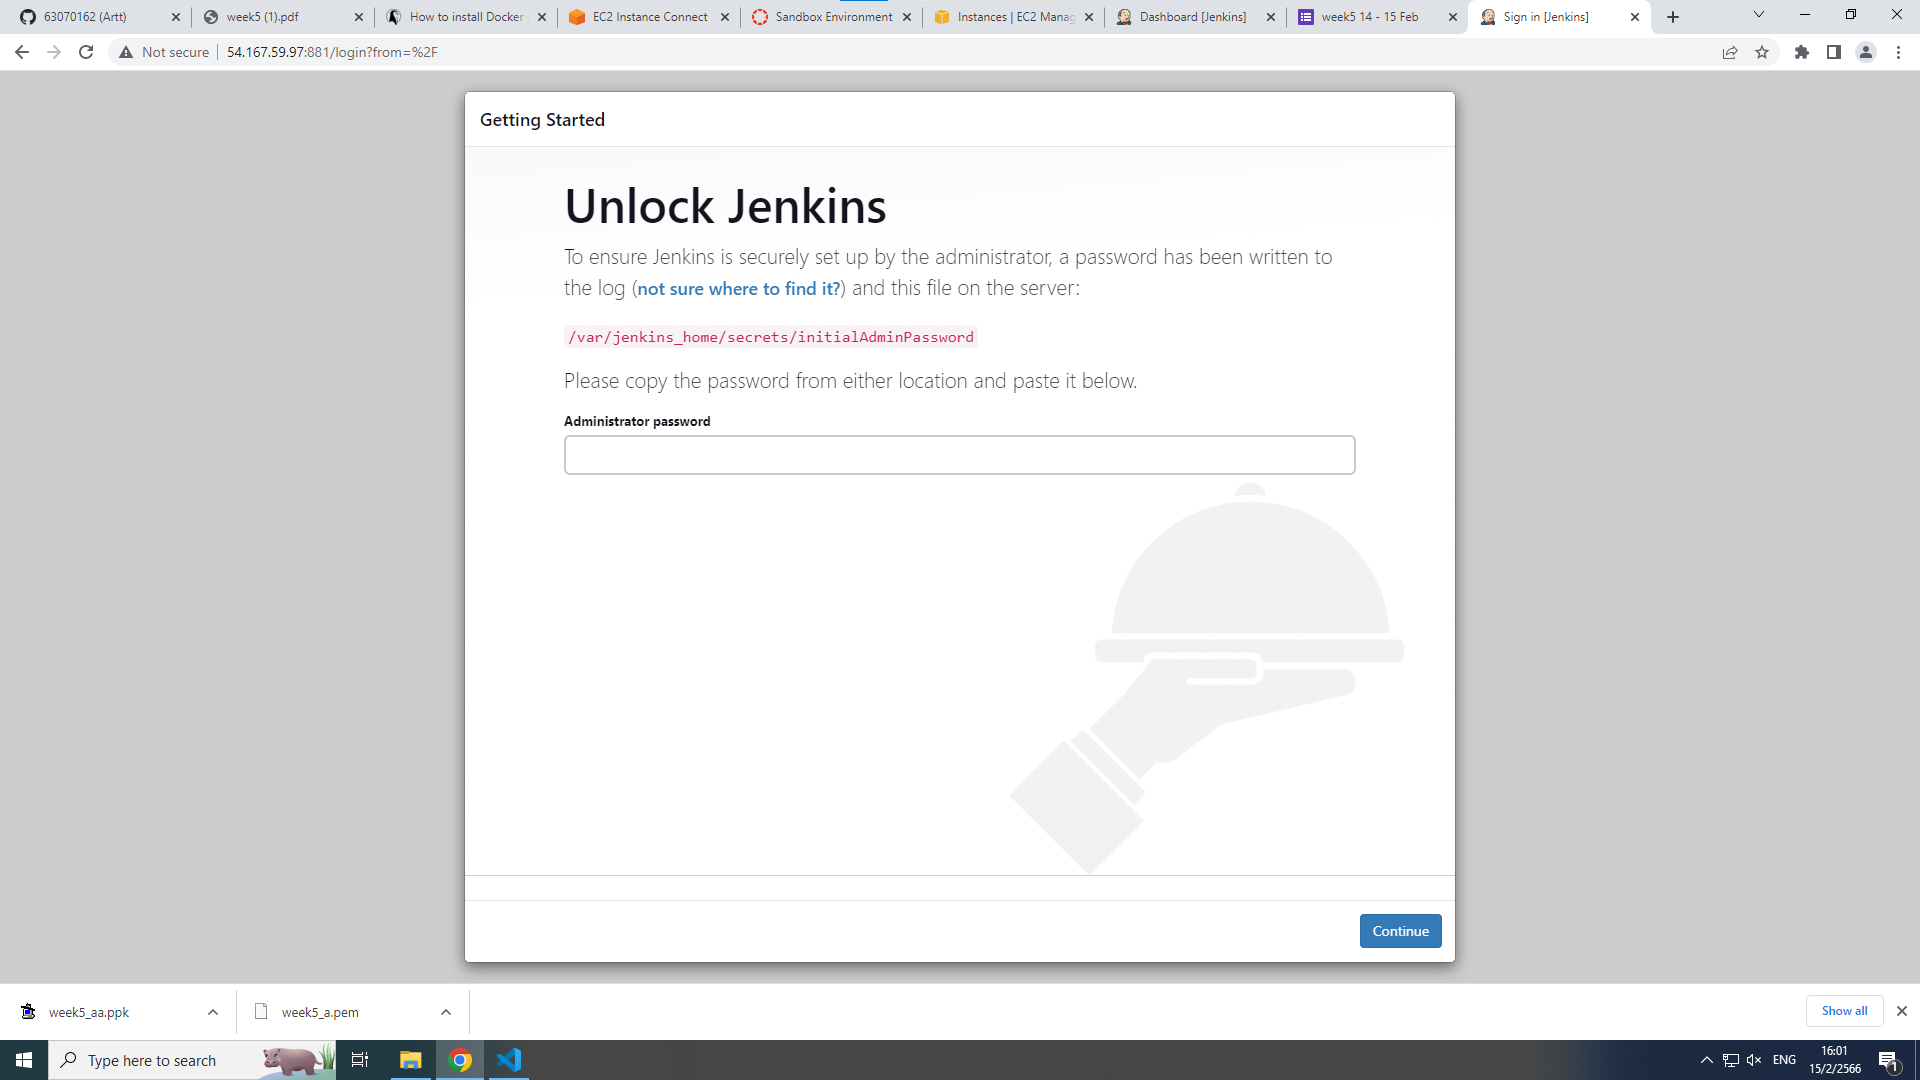 63070162 (Artt)
week5 (1).pdf
How to install Docker
EC2 Instance Connect
Sandbox Environment
Instances | EC2 Manag
Dashboard [Jenkins]
week5 14 - 15 Feb
Sign in [Jenkins]
Not secure
54.167.59.97:881/login?from=%2F
Getting Started
Unlock Jenkins
To ensure Jenkins is securely set up by the administrator, a password has been written to
the log (not sure where to find it?) and this file on the server:
/var/jenkins_home/secrets/initialAdminPassword
Please copy the password from either location and paste it below.
Administrator password
Continue
week5_aa.ppk
week5_a.pem
Show all
Type here to search
ENG
16:01
15/2/2566
1